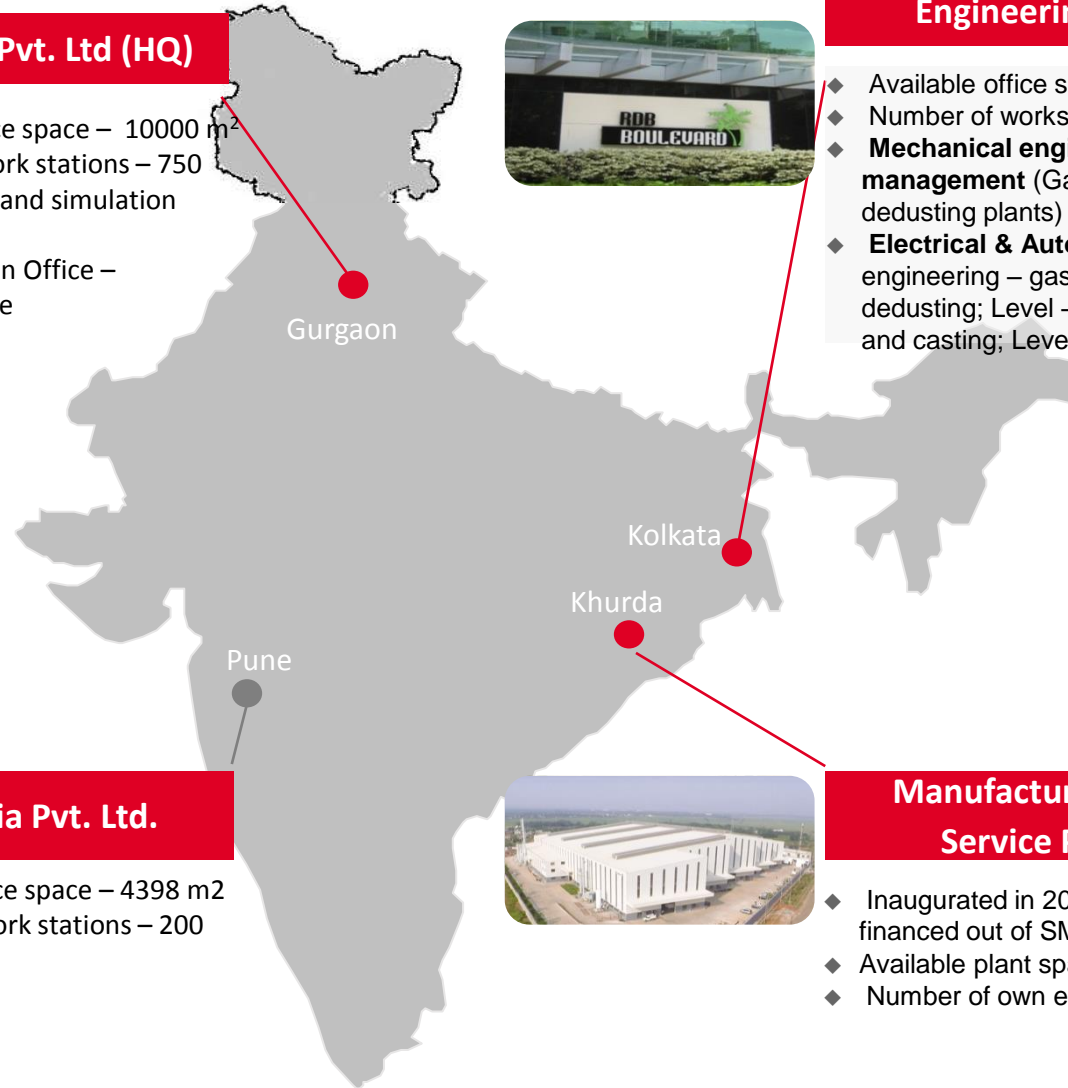 Pvt. Ltd (HQ)
ce space – 10000 m²
ork stations – 750
and simulation
n Office –
e
Gurgaon
RDB
BOULEVARD
Engineerin
Available office s
Number of works
Mechanical engi
management (Ga
dedusting plants)
Electrical & Auto
engineering – gas
dedusting; Level -
and casting; Leve
Kolkata
Khurda
Pune
ia Pvt. Ltd.
ce space – 4398 m2
ork stations – 200
Manufactur
Service P
Inaugurated in 20
financed out of SM
Available plant spa
Number of own e